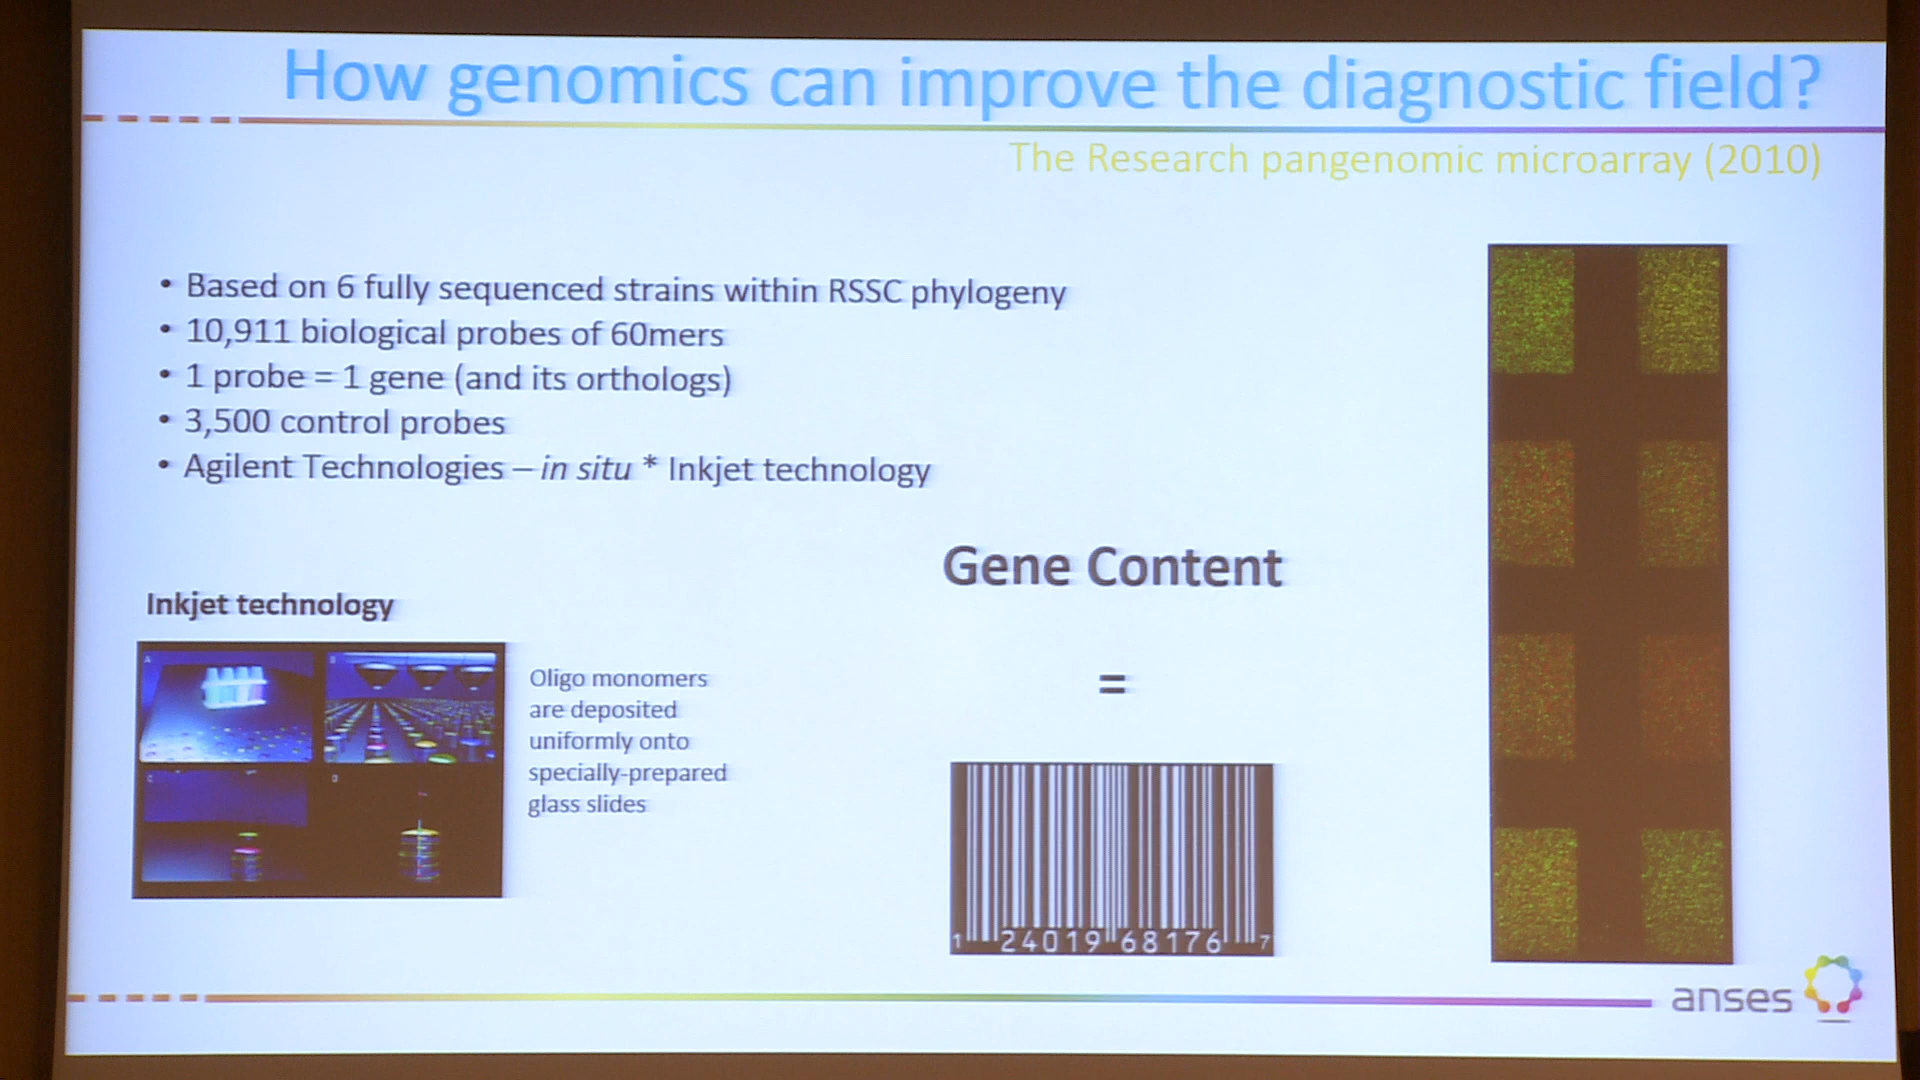 How genomics can improve the diagnostic field?
The Research pangenomic microarray (2010)
• Based on 6 fully sequenced strains within RSSC phylogeny
• 10,911 biological probes of 60mers
• 1 probe = 1 gene (and its orthologs)
• 3,500 control probes
• Agilent Technologies – in situ * Inkjet technology
Gene Content
=
1 24019 68176 7
Inkjet technology
A B
C D
Oligo monomers
are deposited
uniformly onto
specially-prepared
glass slides
anses